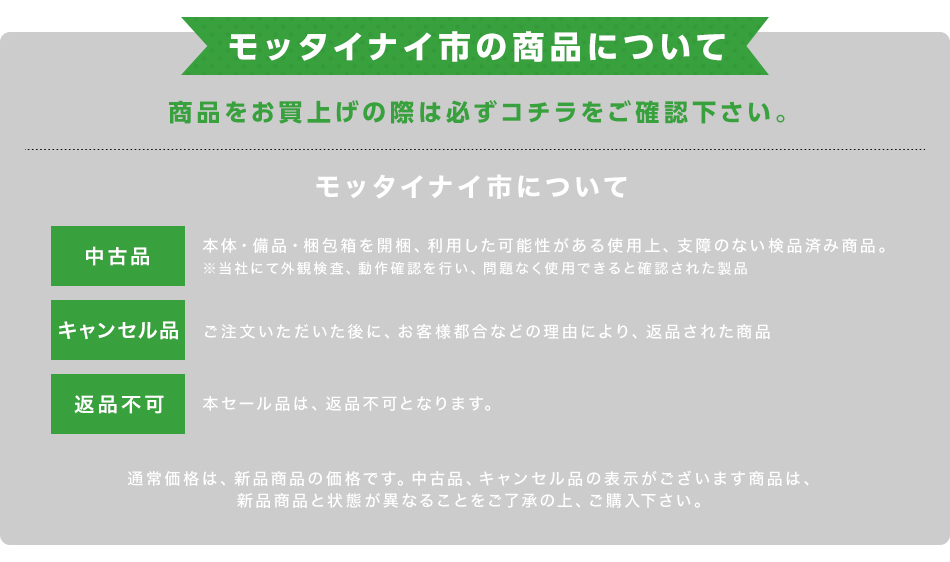 モッタイナイ市の商品について
商品をお買上げの際は必ずコチラをご確認下さい。
モッタイナイ市について
中古品
本体・備品・梱包箱を開梱、利用した可能性がある使用上、支障のない検品済み商品。
※当社にて外観検査、動作確認を行い、問題なく使用できると確認された製品
キャンセル品
ご注文いただいた後に、お客様都合などの理由により、返品された商品
返品不可
本セール品は、返品不可となります。
通常価格は、新品商品の価格です。中古品、キャンセル品の表示がございます商品は、
新品商品と状態が異なることをご了承の上、ご購入下さい。